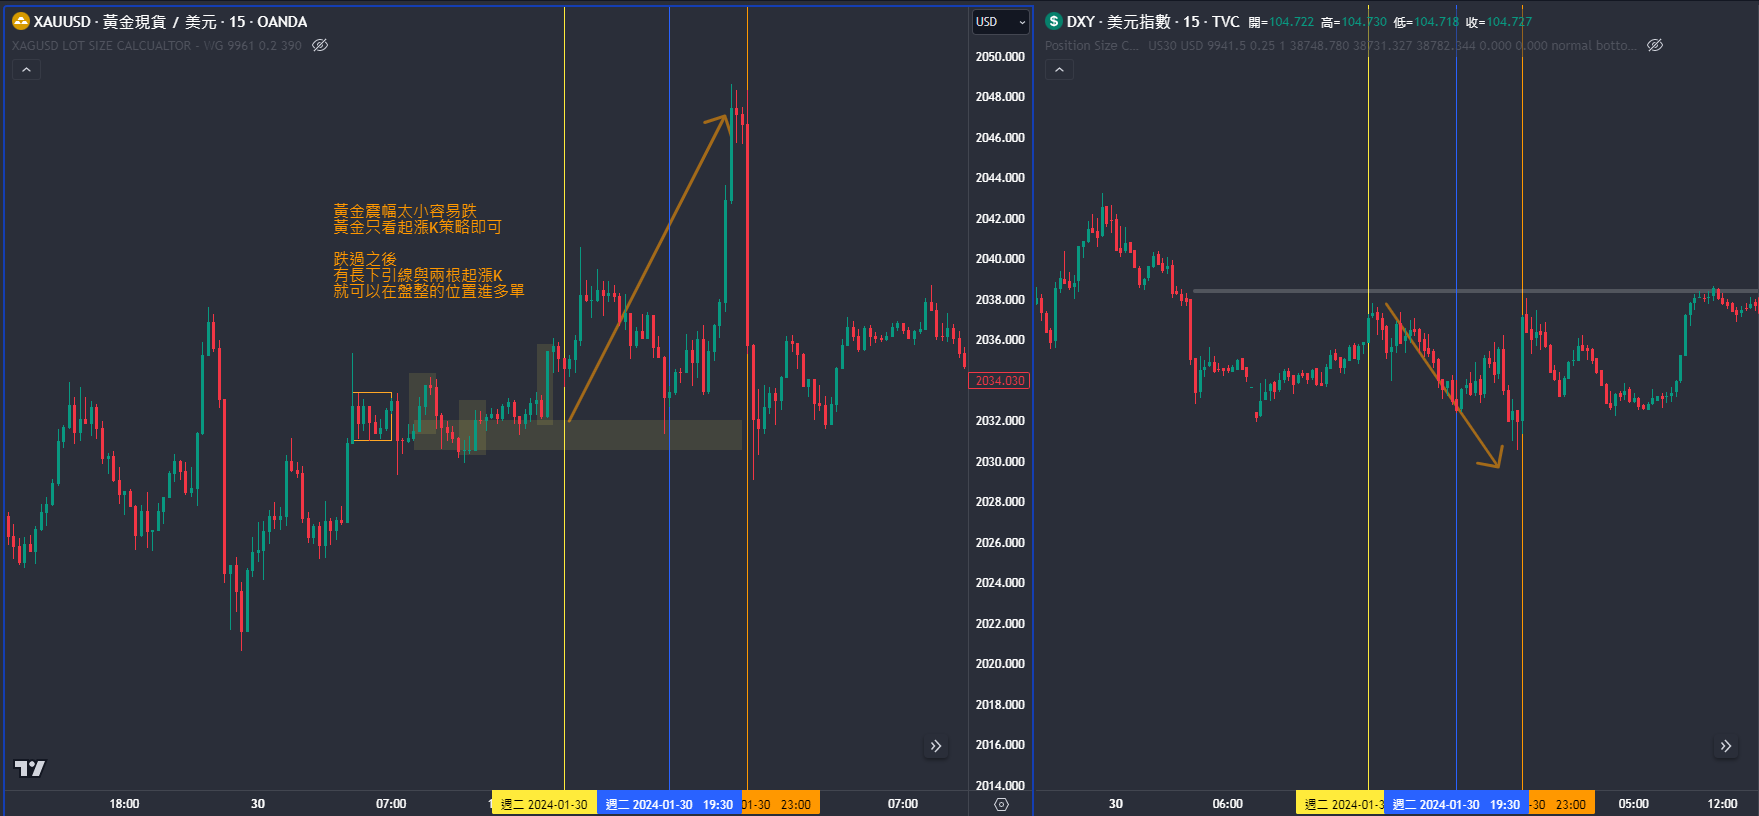 XAUUSD · 黃金現貨 / 美元 · 15 · OANDA
XAGUSD LOT SIZE CALCUALTOR - WG 9961 0.2 390
黃金震幅太小容易跌
黃金只看起漲K策略即可
跌過之後
有長下引線與兩根起漲K
就可以在盤整的位置進多單
USD
2050.000
2048.000
2046.000
2044.000
2042.000
2040.000
2038.000
2036.000
2034.030
2032.000
2030.000
2028.000
2026.000
2024.000
2022.000
2020.000
2018.000
2016.000
2014.000
18:00
30
07:00
週二 2024-01-30
週二 2024-01-30 19:30
01-30 23:00
07:00
DXY · 美元指數 · 15 · TVC 開=104.722 高=104.730 低=104.718 收=104.727
Position Size C... US30 USD 9941.5 0.25 1 38748.780 38731.327 38782.344 0.000 0.000 normal botto...
30
06:00
週二 2024-01-3
週二 2024-01-30 19:30
-30 23:00
05:00
12:00